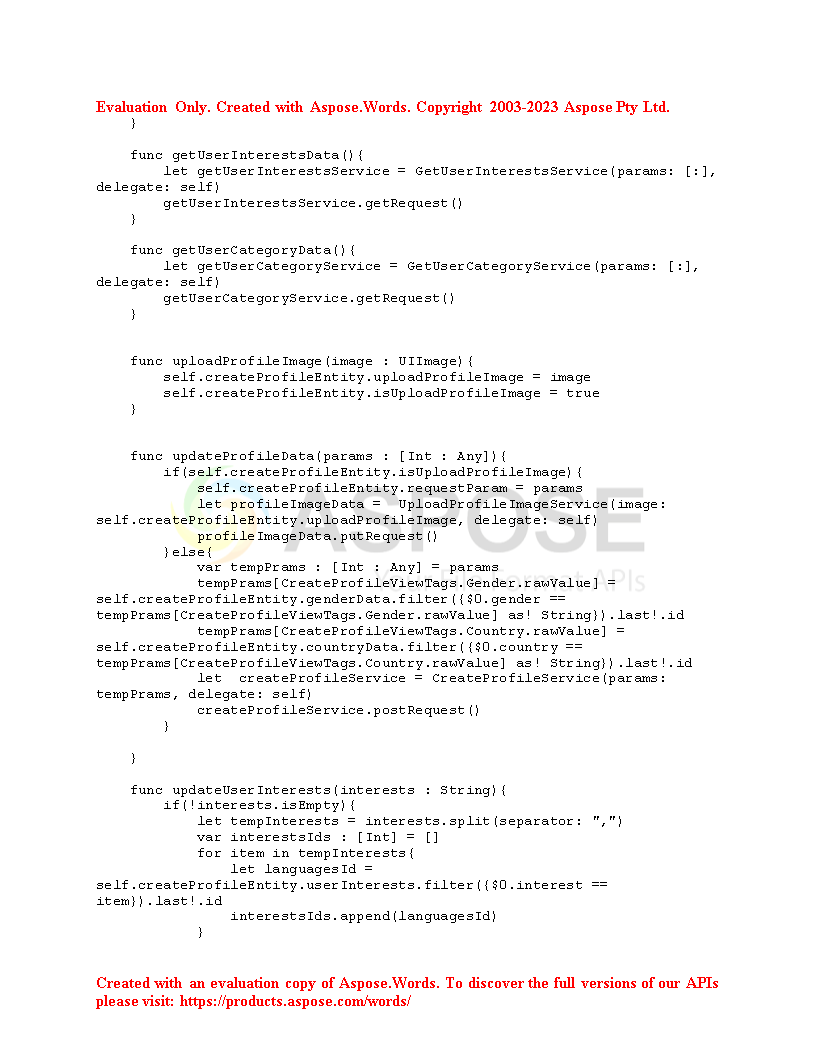 Evaluation Only. Created with Aspose.Words. Copyright 2003-2023 Aspose Pty Ltd.
    }

    func getUserInterestsData(){
        let getUserInterestsService = GetUserInterestsService(params: [:],
delegate: self)
        getUserInterestsService.getRequest()
    }

    func getUserCategoryData(){
        let getUserCategoryService = GetUserCategoryService(params: [:],
delegate: self)
        getUserCategoryService.getRequest()
    }


    func uploadProfileImage(image : UIImage){
        self.createProfileEntity.uploadProfileImage = image
        self.createProfileEntity.isUploadProfileImage = true
    }


    func updateProfileData(params : [Int : Any]){
        if(self.createProfileEntity.isUploadProfileImage){
            self.createProfileEntity.requestParam = params
            let profileImageData =  UploadProfileImageService(image:
self.createProfileEntity.uploadProfileImage, delegate: self)
            profileImageData.putRequest()
        }else{
            var tempPrams : [Int : Any] = params
            tempPrams[CreateProfileViewTags.Gender.rawValue] =
self.createProfileEntity.genderData.filter({$0.gender ==
tempPrams[CreateProfileViewTags.Gender.rawValue] as! String}).last!.id
            tempPrams[CreateProfileViewTags.Country.rawValue] =
self.createProfileEntity.countryData.filter({$0.country ==
tempPrams[CreateProfileViewTags.Country.rawValue] as! String}).last!.id
            let  createProfileService = CreateProfileService(params:
tempPrams, delegate: self)
            createProfileService.postRequest()
        }

    }

    func updateUserInterests(interests : String){
        if(!interests.isEmpty){
            let tempInterests = interests.split(separator: ",")
            var interestsIds : [Int] = []
            for item in tempInterests{
                let languagesId =
self.createProfileEntity.userInterests.filter({$0.interest ==
item}).last!.id
                interestsIds.append(languagesId)
            }
ASPOSE
APIs
Created with an evaluation copy of Aspose.Words. To discover the full versions of our APIs
please visit: https://products.aspose.com/words/